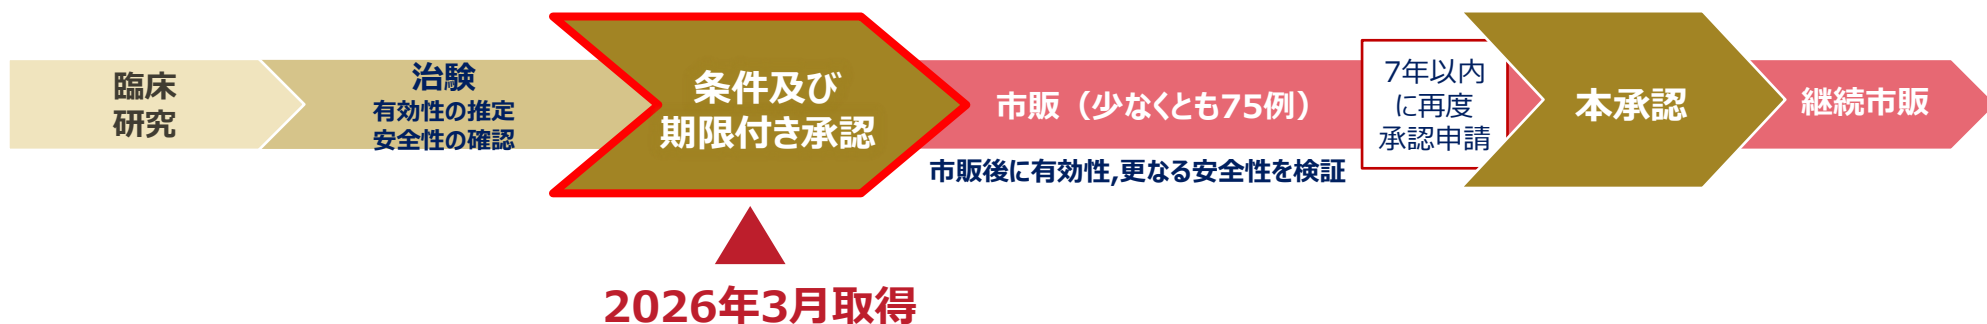 臨床
研究
治験
有効性の推定
安全性の確認
条件及び
期限付き承認
市販（少なくとも75例）
市販後に有効性,更なる安全性を検証
7年以内
に再度
承認申請
本承認
継続市販
2026年3月取得